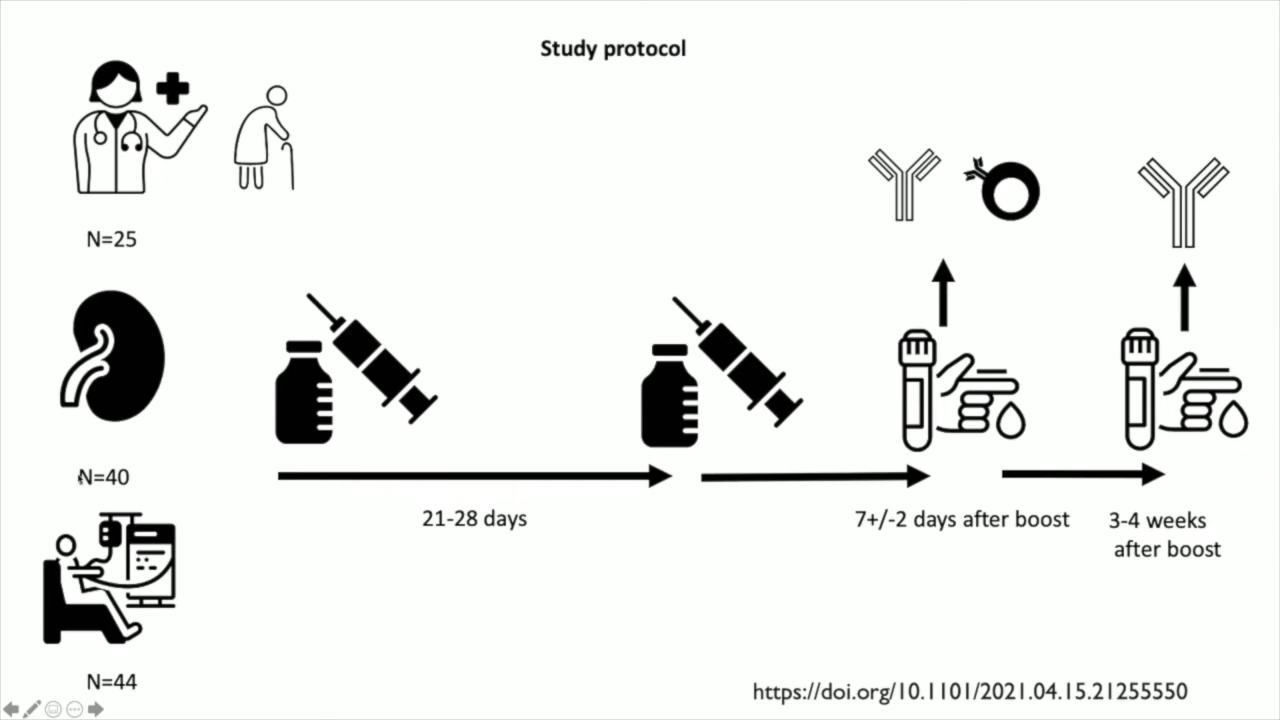 Study protocol
N=25
N=40
21-28 days
7+/-2 days after boost
3-4 weeks
after boost
N=44
https://doi.org/10.1101/2021.04.15.21255550